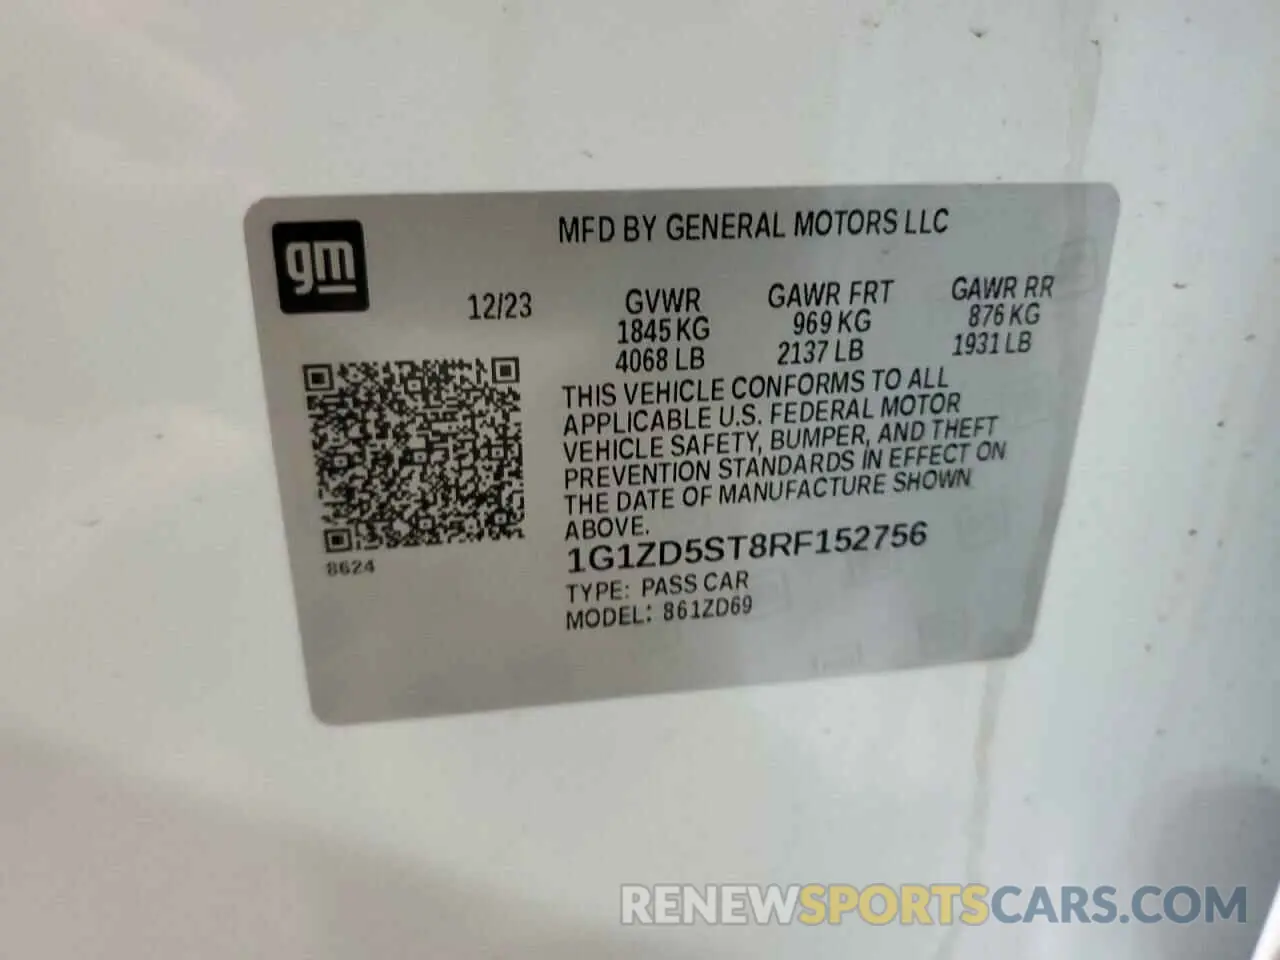 gm
MFD BY GENERAL MOTORS LLC
12/23 GVWR GAWR FRT GAWR RR
1845 KG 969 KG 876 KG
4068 LB 2137 LB 1931 LB
THIS VEHICLE CONFORMS TO ALL
APPLICABLE U.S. FEDERAL MOTOR
VEHICLE SAFETY, BUMPER, AND THEFT
PREVENTION STANDARDS IN EFFECT ON
THE DATE OF MANUFACTURE SHOWN
ABOVE.
8624
1G1ZD5ST8RF152756
TYPE: PASS CAR
MODEL: 861ZD69
RENEWSPORTSCARS.COM